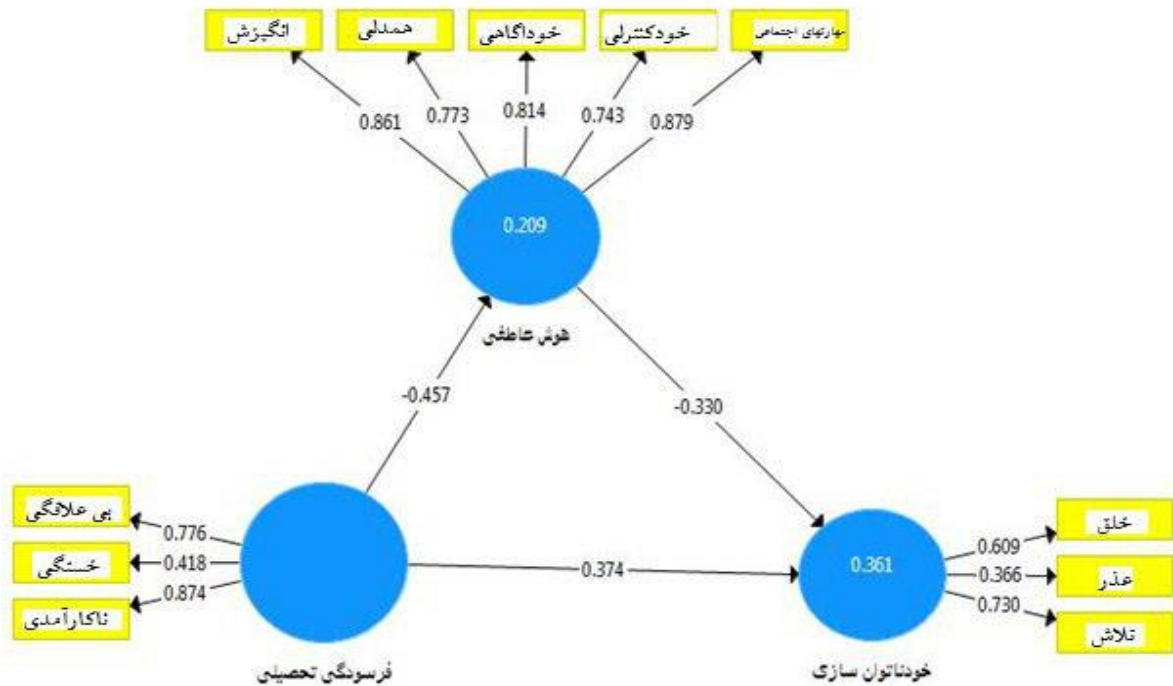 انگیزش
همدلی
خودآگاهی
خودکنترلی
مهارتهای اجتماعی
0.861
0.773
0.814
0.743
0.879
0.209
هوش عاطفی
-0.457
-0.330
بی علاقگی
خستگی
ناکارآمدی
0.776
0.418
0.874
0.374
0.361
0.609
0.366
0.730
خلق
عذر
تلاش
فرسودگی تحصیلی
خودناتوان سازی